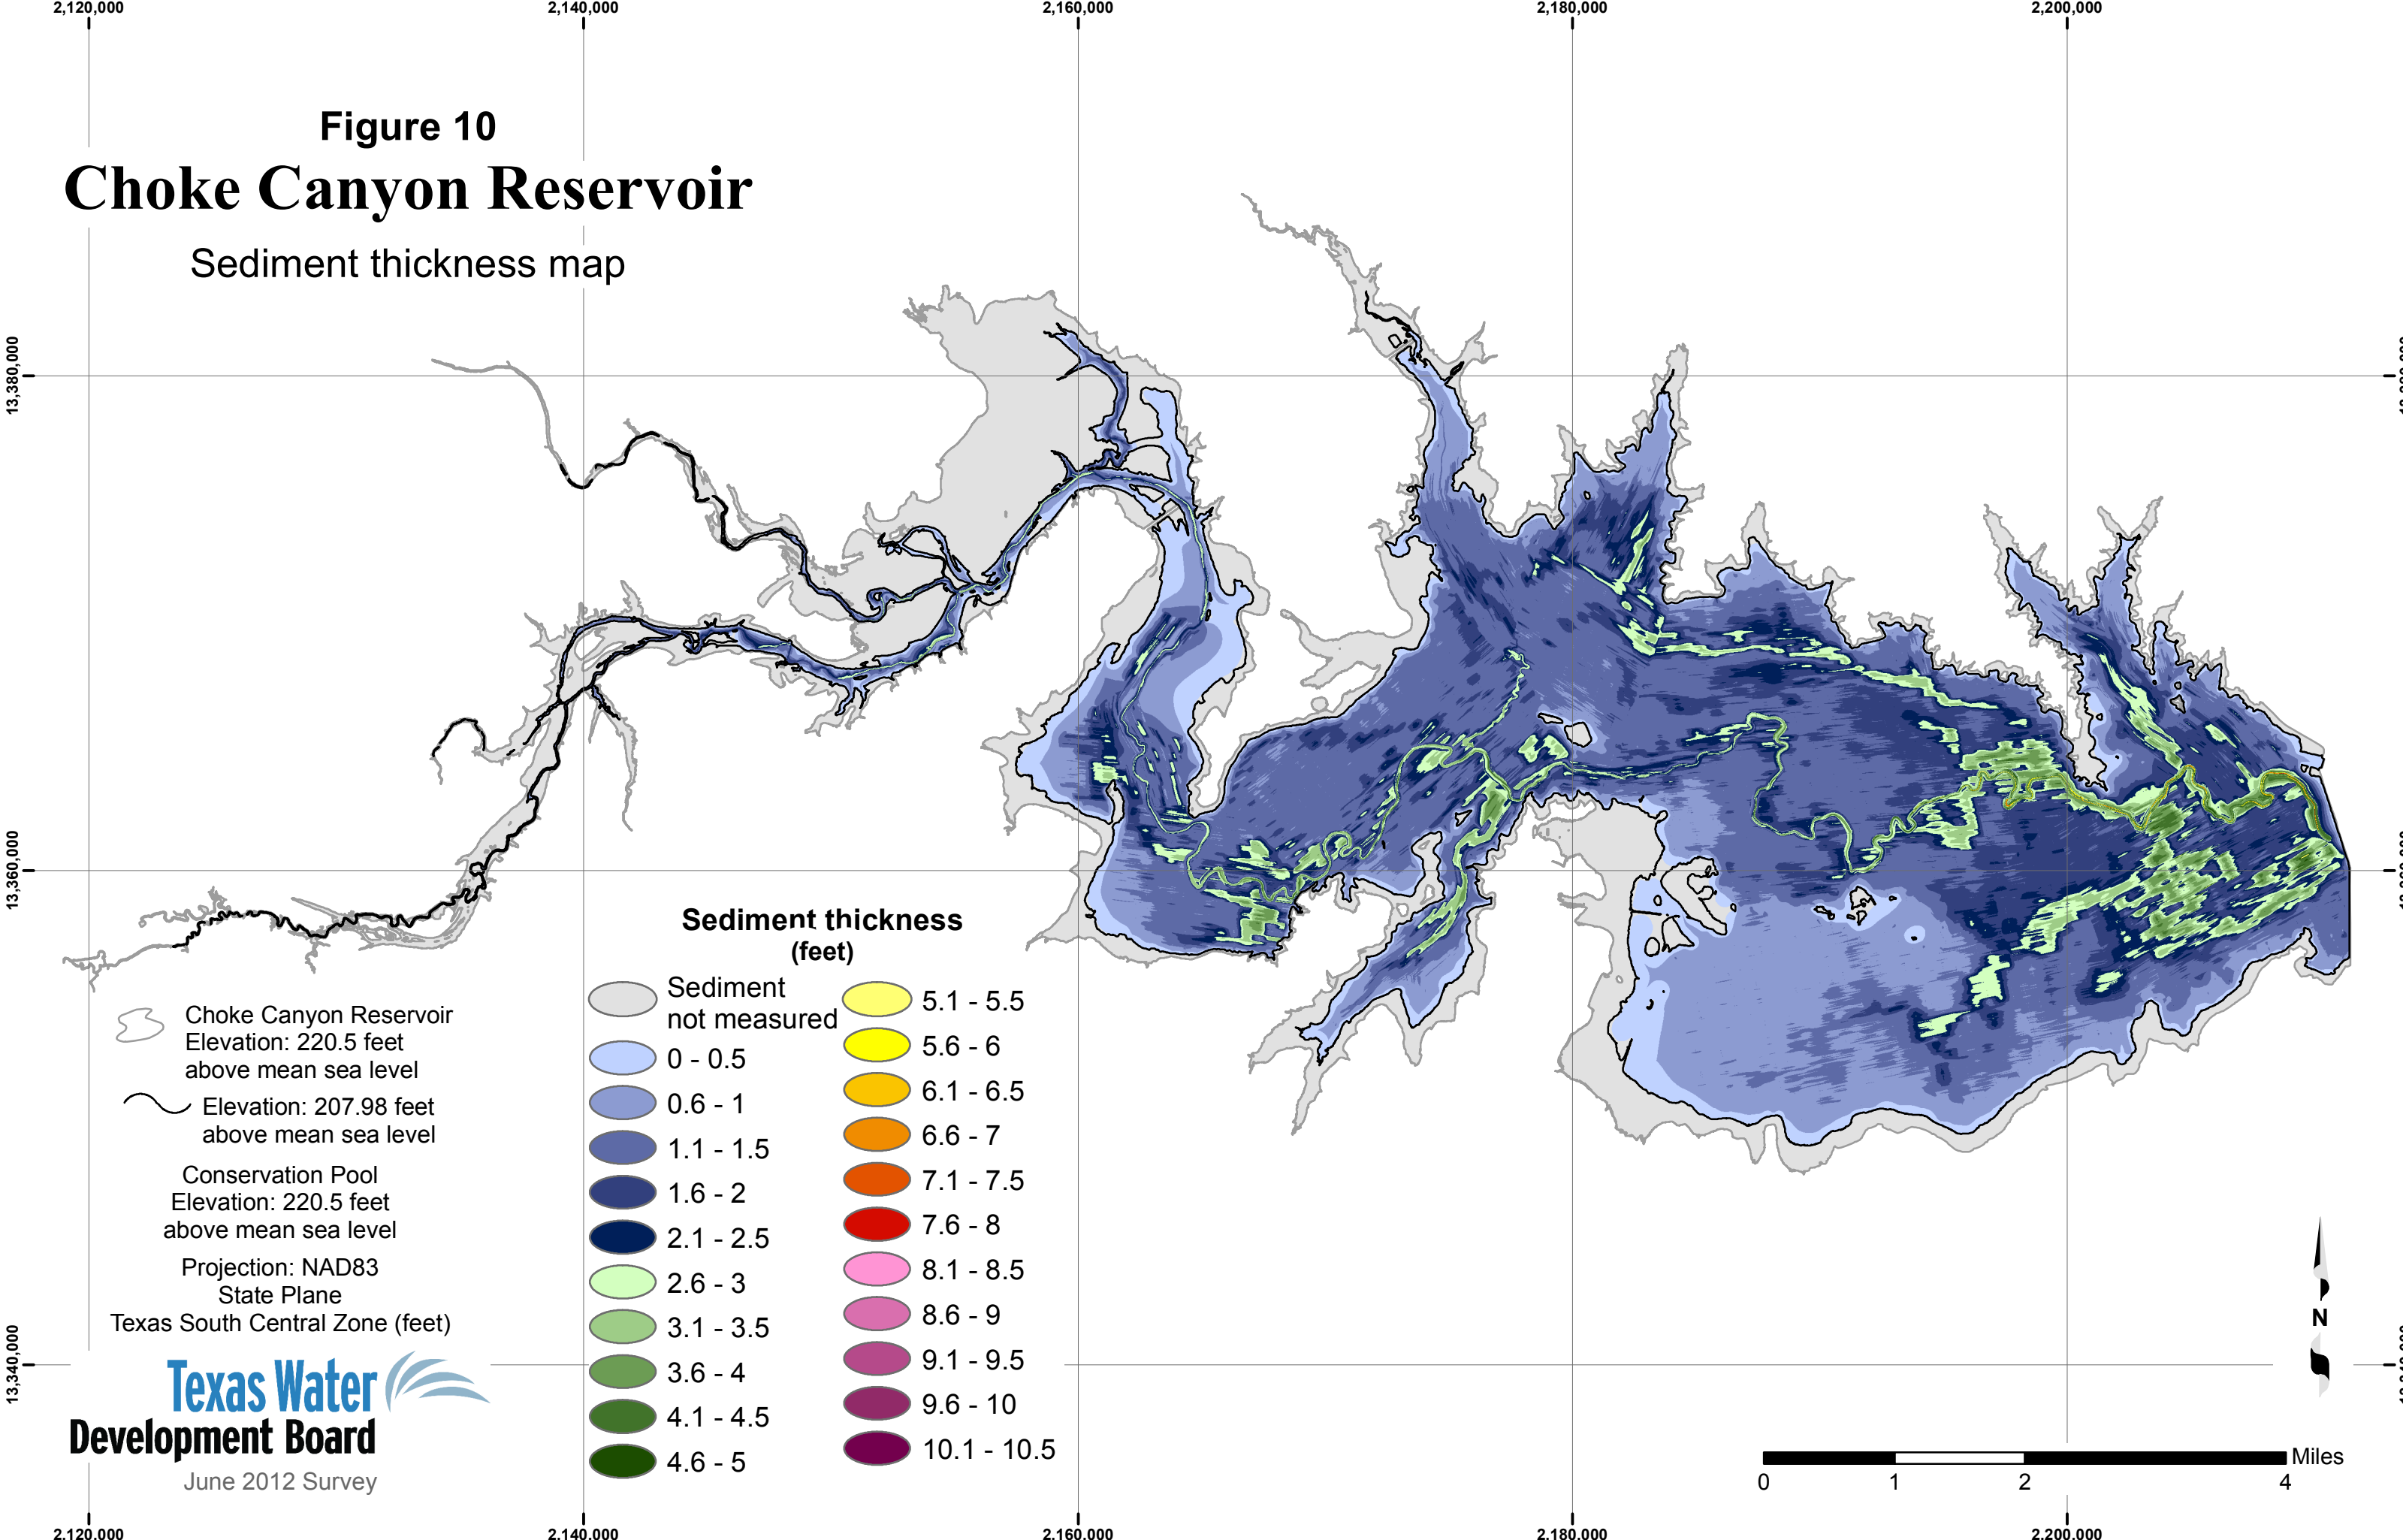 2,120,000
2,140,000
2,160,000
2,180,000
2,200,000
Figure 10
Choke Canyon Reservoir
Sediment thickness map
13,380,000
13,360,000
13,340,000
Choke Canyon Reservoir
Elevation: 220.5 feet
above mean sea level
Elevation: 207.98 feet
above mean sea level
Conservation Pool
Elevation: 220.5 feet
above mean sea level
Projection: NAD83
State Plane
Texas South Central Zone (feet)
Texas Water
Development Board
June 2012 Survey
Sediment thickness
(feet)
Sediment
not measured
0 - 0.5
0.6 - 1
1.1 - 1.5
1.6 - 2
2.1 - 2.5
2.6 - 3
3.1 - 3.5
3.6 - 4
4.1 - 4.5
4.6 - 5
5.1 - 5.5
5.6 - 6
6.1 - 6.5
6.6 - 7
7.1 - 7.5
7.6 - 8
8.1 - 8.5
8.6 - 9
9.1 - 9.5
9.6 - 10
10.1 - 10.5
N
Miles
0 1 2 4
2,120,000
2,140,000
2,160,000
2,180,000
2,200,000